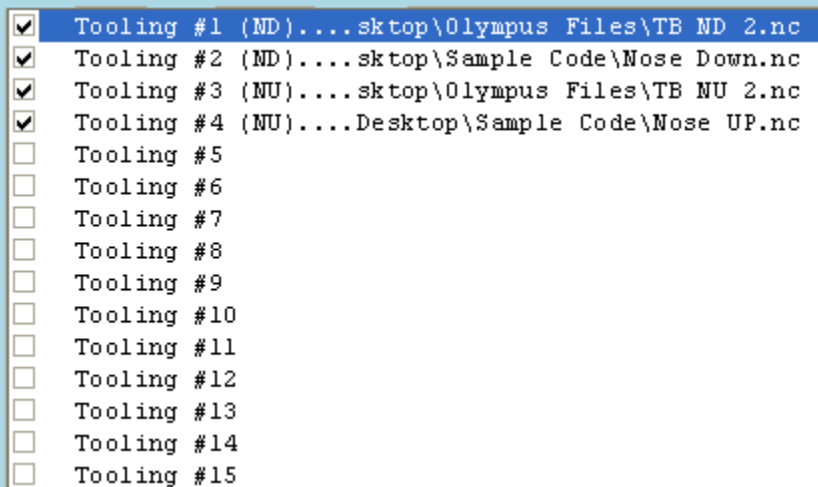 Tooling #1 (ND)....sktop\Olympus Files\TB ND 2.nc
Tooling #2 (ND)....sktop\Sample Code\Nose Down.nc
Tooling #3 (NU)....sktop\Olympus Files\TB NU 2.nc
Tooling #4 (NU)....Desktop\Sample Code\Nose UP.nc
Tooling #5
Tooling #6
Tooling #7
Tooling #8
Tooling #9
Tooling #10
Tooling #11
Tooling #12
Tooling #13
Tooling #14
Tooling #15